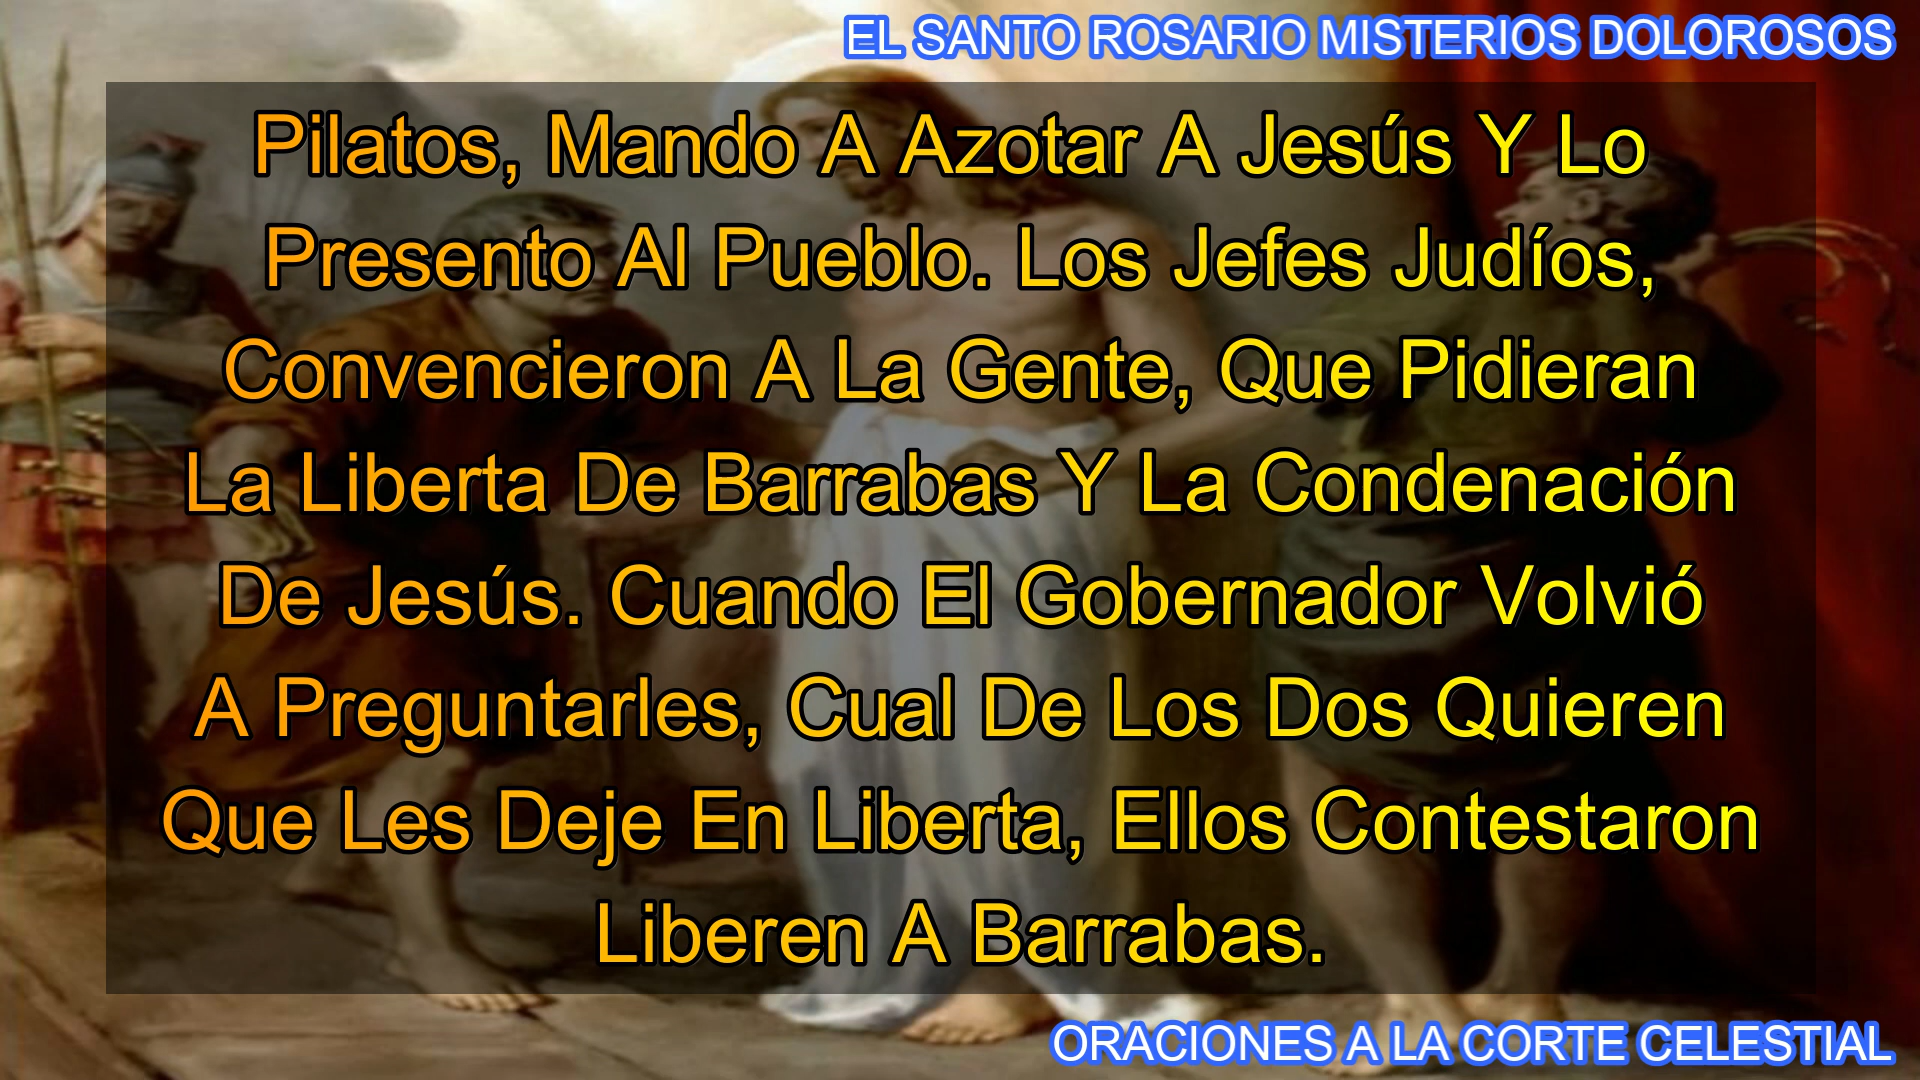 EL SANTO ROSARIO MISTERIOS DOLOROSOS
Pilatos, Mando A Azotar A Jesús Y Lo
Presento Al Pueblo. Los Jefes Judíos,
Convencieron A La Gente, Que Pidieran
La Liberta De Barrabas Y La Condenación
De Jesús. Cuando El Gobernador Volvió
A Preguntarles, Cual De Los Dos Quieren
Que Les Deje En Liberta, Ellos Contestaron
Liberen A Barrabas.
ORACIONES A LA CORTE CELESTIAL